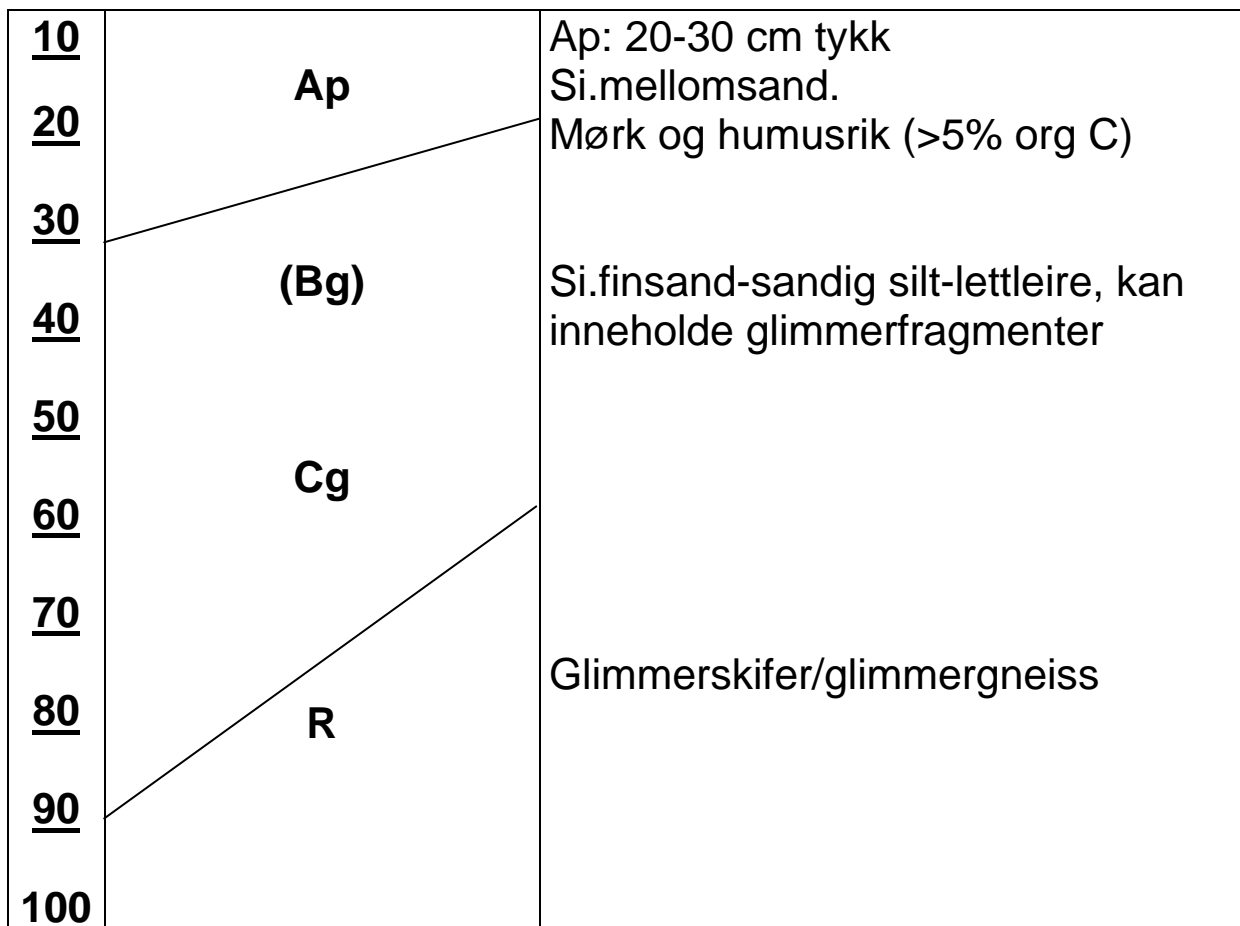 10
Ap: 20-30 cm tykk
Ap
Si.mellomsand.
20
Mørk og humusrik (>5% org C)
30
(Bg)
Si.finsand-sandig silt-lettleire, kan
40
inneholde glimmerfragmenter
50
Cg
60
70
Glimmerskifer/glimmergneiss
80
R
90
100